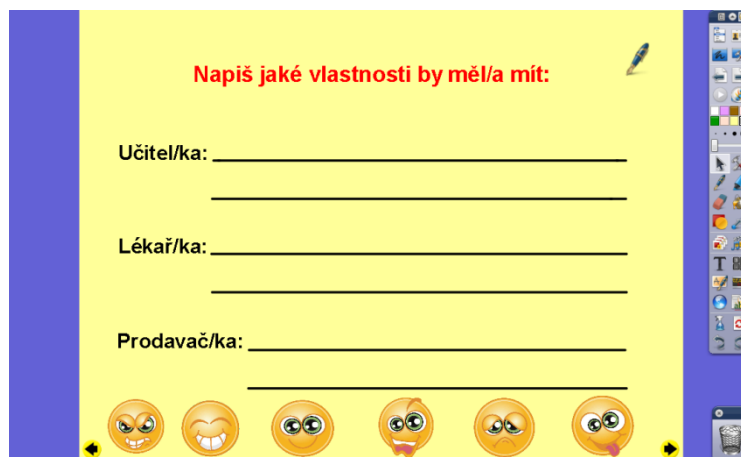 Napiš jaké vlastnosti by měl/a mít:
Učitel/ka:
Lékař/ka:
Prodavač/ka: